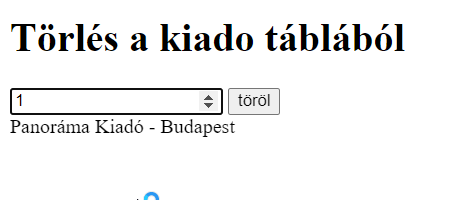 Törlés a kiado táblából
1 töröl
Panoráma Kiadó - Budapest